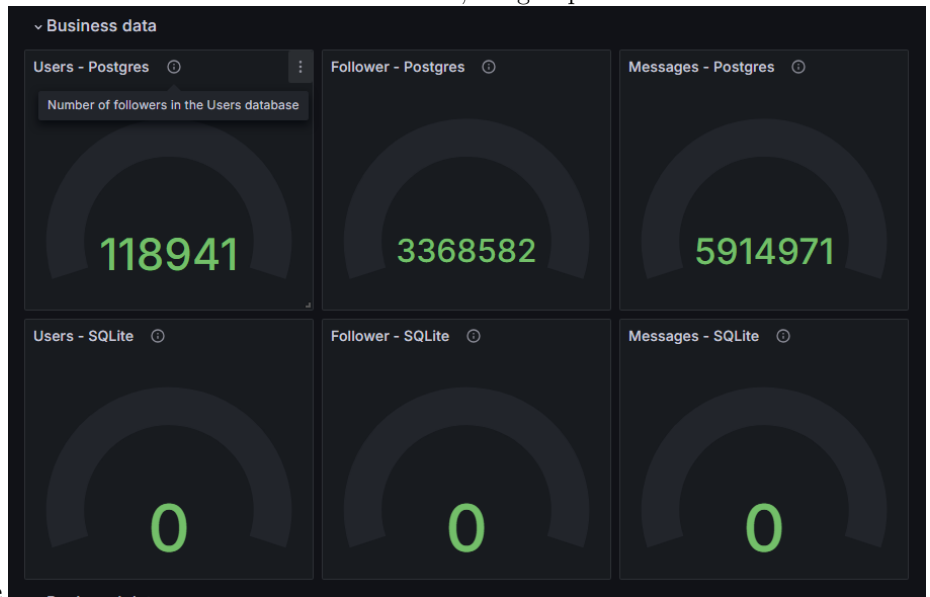 Business data
Users - Postgres
Follower - Postgres
Messages - Postgres
Number of followers in the Users database
118941
3368582
5914971
Users - SQLite
Follower - SQLite
Messages - SQLite
0
0
0